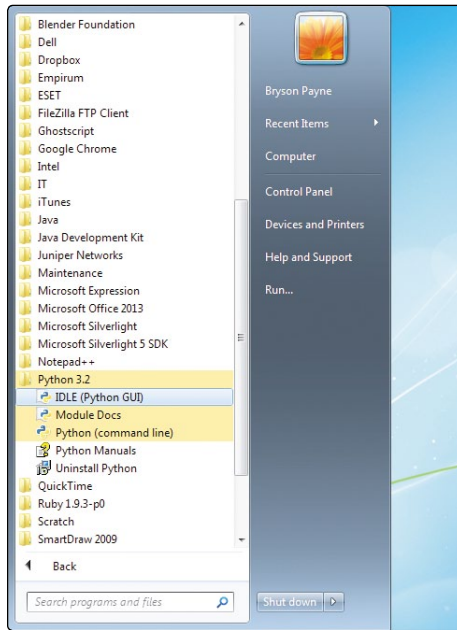 Blender Foundation
Dell
Dropbox
Empirum
ESET
FileZilla FTP Client
Ghostscript
Google Chrome
Intel
IT
iTunes
Java
Java Development Kit
Juniper Networks
Maintenance
Microsoft Expression
Microsoft Office 2013
Microsoft Silverlight
Microsoft Silverlight 5 SDK
Notepad++
Python 3.2
IDLE (Python GUI)
Module Docs
Python (command line)
Python Manuals
Uninstall Python
QuickTime
Ruby 1.9.3-p0
Scratch
SmartDraw 2009
Back
Search programs and files
Bryson Payne
Recent Items
Computer
Control Panel
Devices and Printers
Help and Support
Run...
Shut down